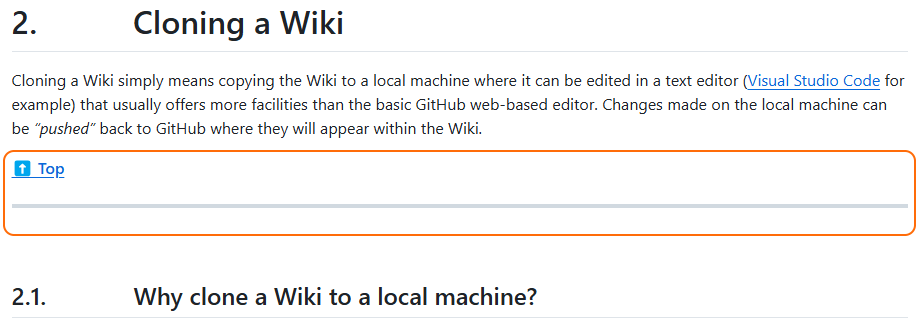 2. Cloning a Wiki
Cloning a Wiki simply means copying the Wiki to a local machine where it can be edited in a text editor (Visual Studio Code for
example) that usually offers more facilities than the basic GitHub web-based editor. Changes made on the local machine can
be “pushed” back to GitHub where they will appear within the Wiki.
⬆ Top
2.1. Why clone a Wiki to a local machine?